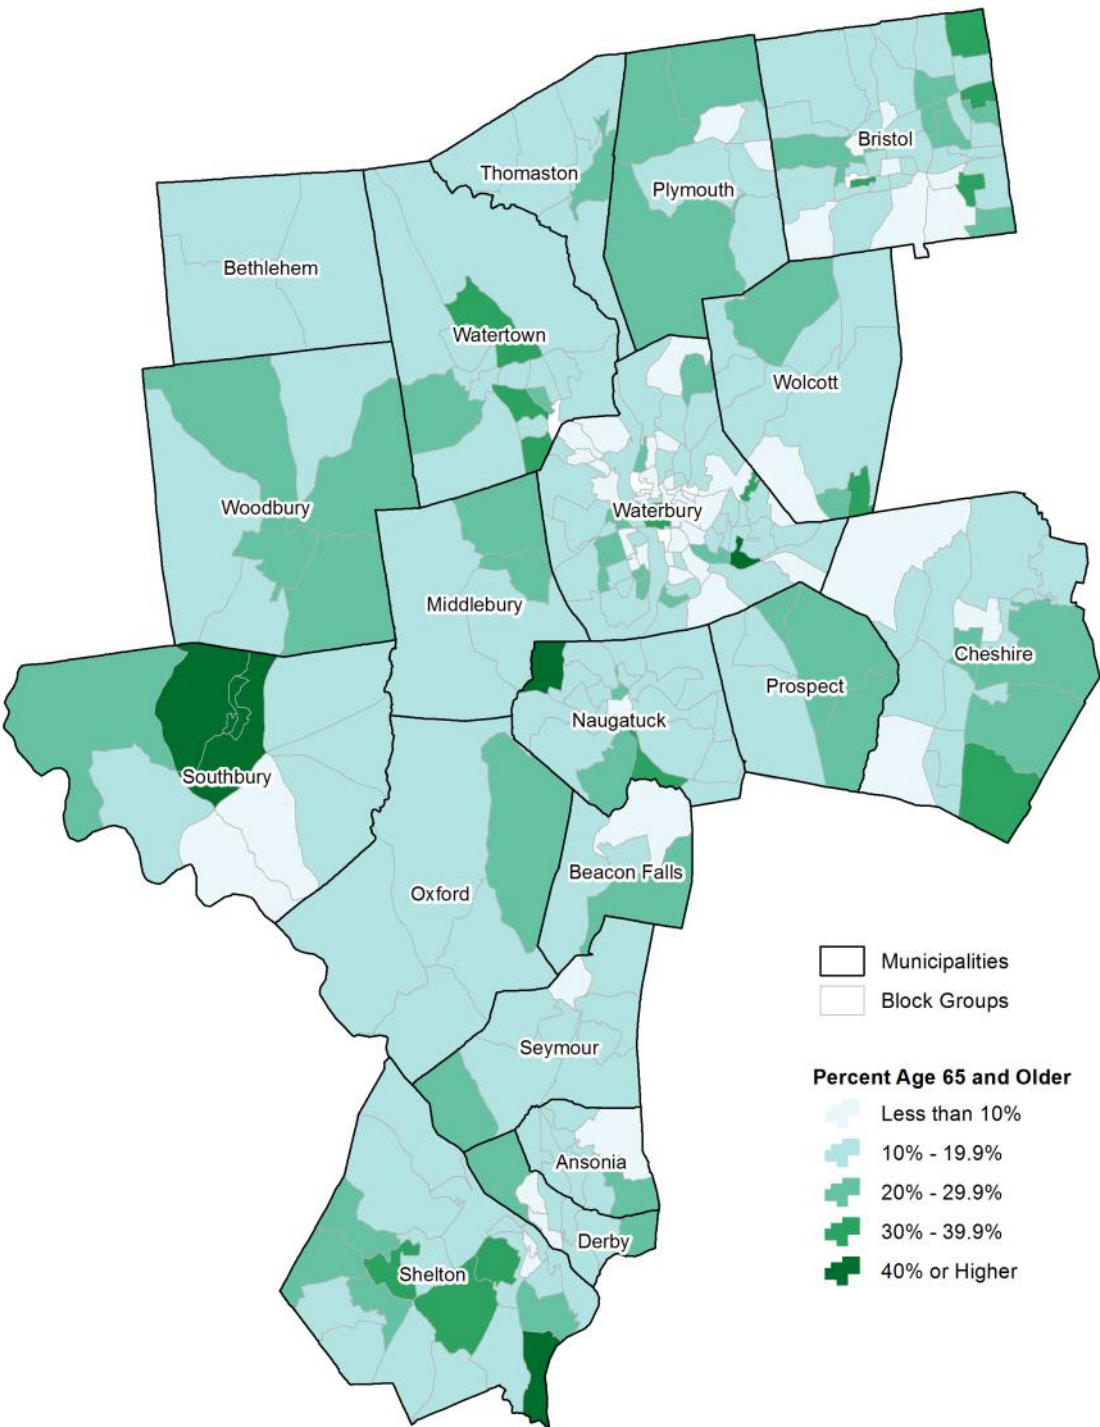 Bristol
Thomaston
Plymouth
Bethlehem
Watertown
Wolcott
Woodbury
Waterbury
Middlebury
Cheshire
Prospect
Naugatuck
Southbury
Beacon Falls
Oxford
Municipalities
Block Groups
Seymour
Percent Age 65 and Older
Less than 10%
10% - 19.9%
Ansonia
20% - 29.9%
30% - 39.9%
Derby
40% or Higher
Shelton